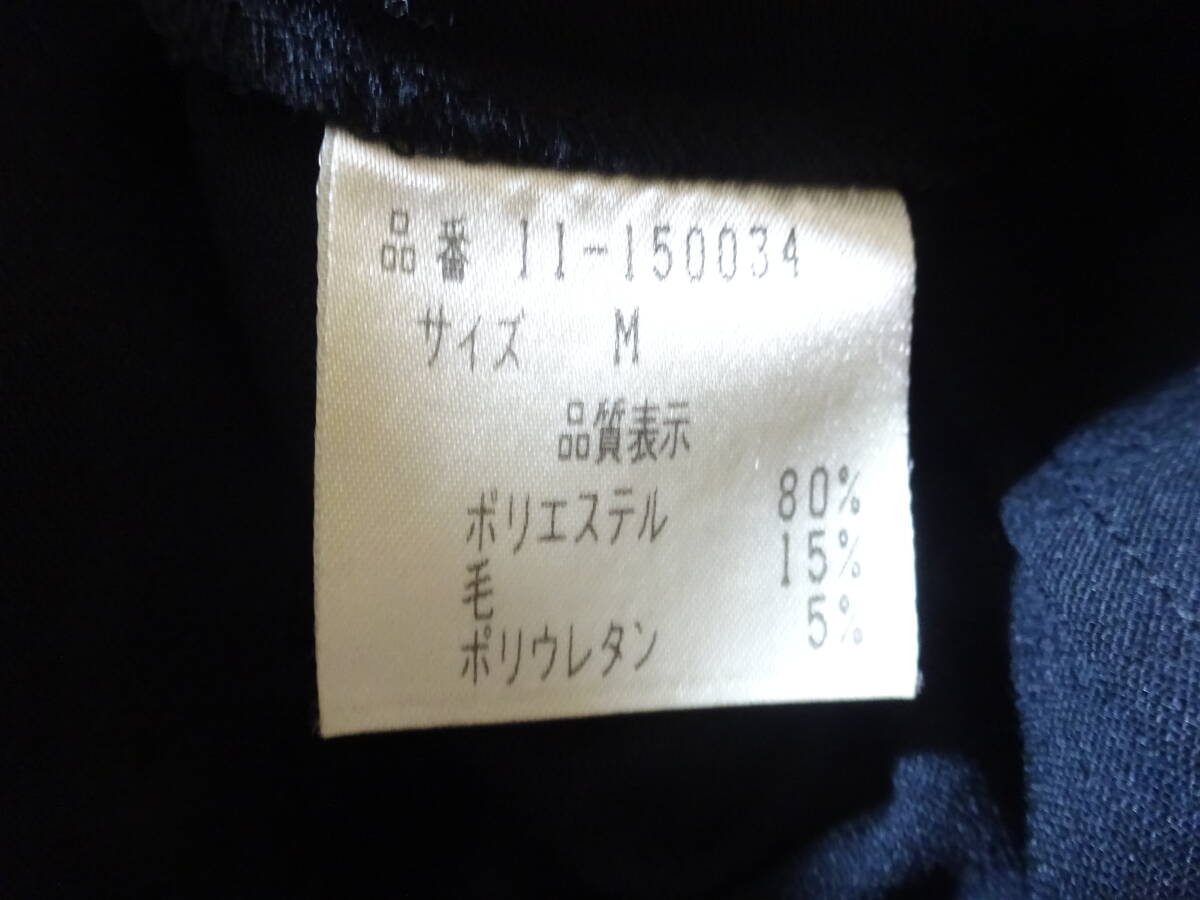 品番 11-150034
サイズ M
品質表示
ポリエステル 80%
毛 15%
ポリウレタン 5%